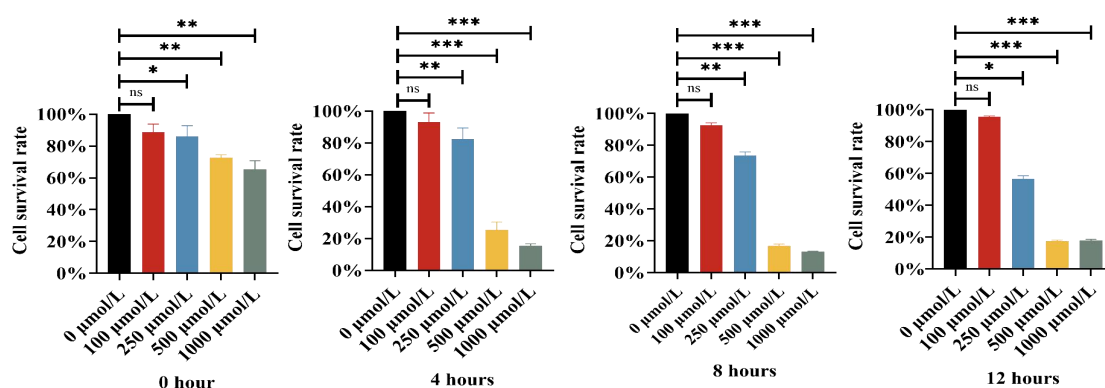 **
**
*
ns
100%
80%
60%
40%
20%
0%
Cell survival rate
0 μmol/L
100 μmol/L
250 μmol/L
500 μmol/L
1000 μmol/L
0 hour
***
***
**
ns
100%
80%
60%
40%
20%
0%
Cell survival rate
0 μmol/L
100 μmol/L
250 μmol/L
500 μmol/L
1000 μmol/L
4 hours
***
***
**
ns
100%
80%
60%
40%
20%
0%
Cell survival rate
0 μmol/L
100 μmol/L
250 μmol/L
500 μmol/L
1000 μmol/L
8 hours
***
***
*
ns
100%
80%
60%
40%
20%
0%
Cell survival rate
0 μmol/L
100 μmol/L
250 μmol/L
500 μmol/L
1000 μmol/L
12 hours